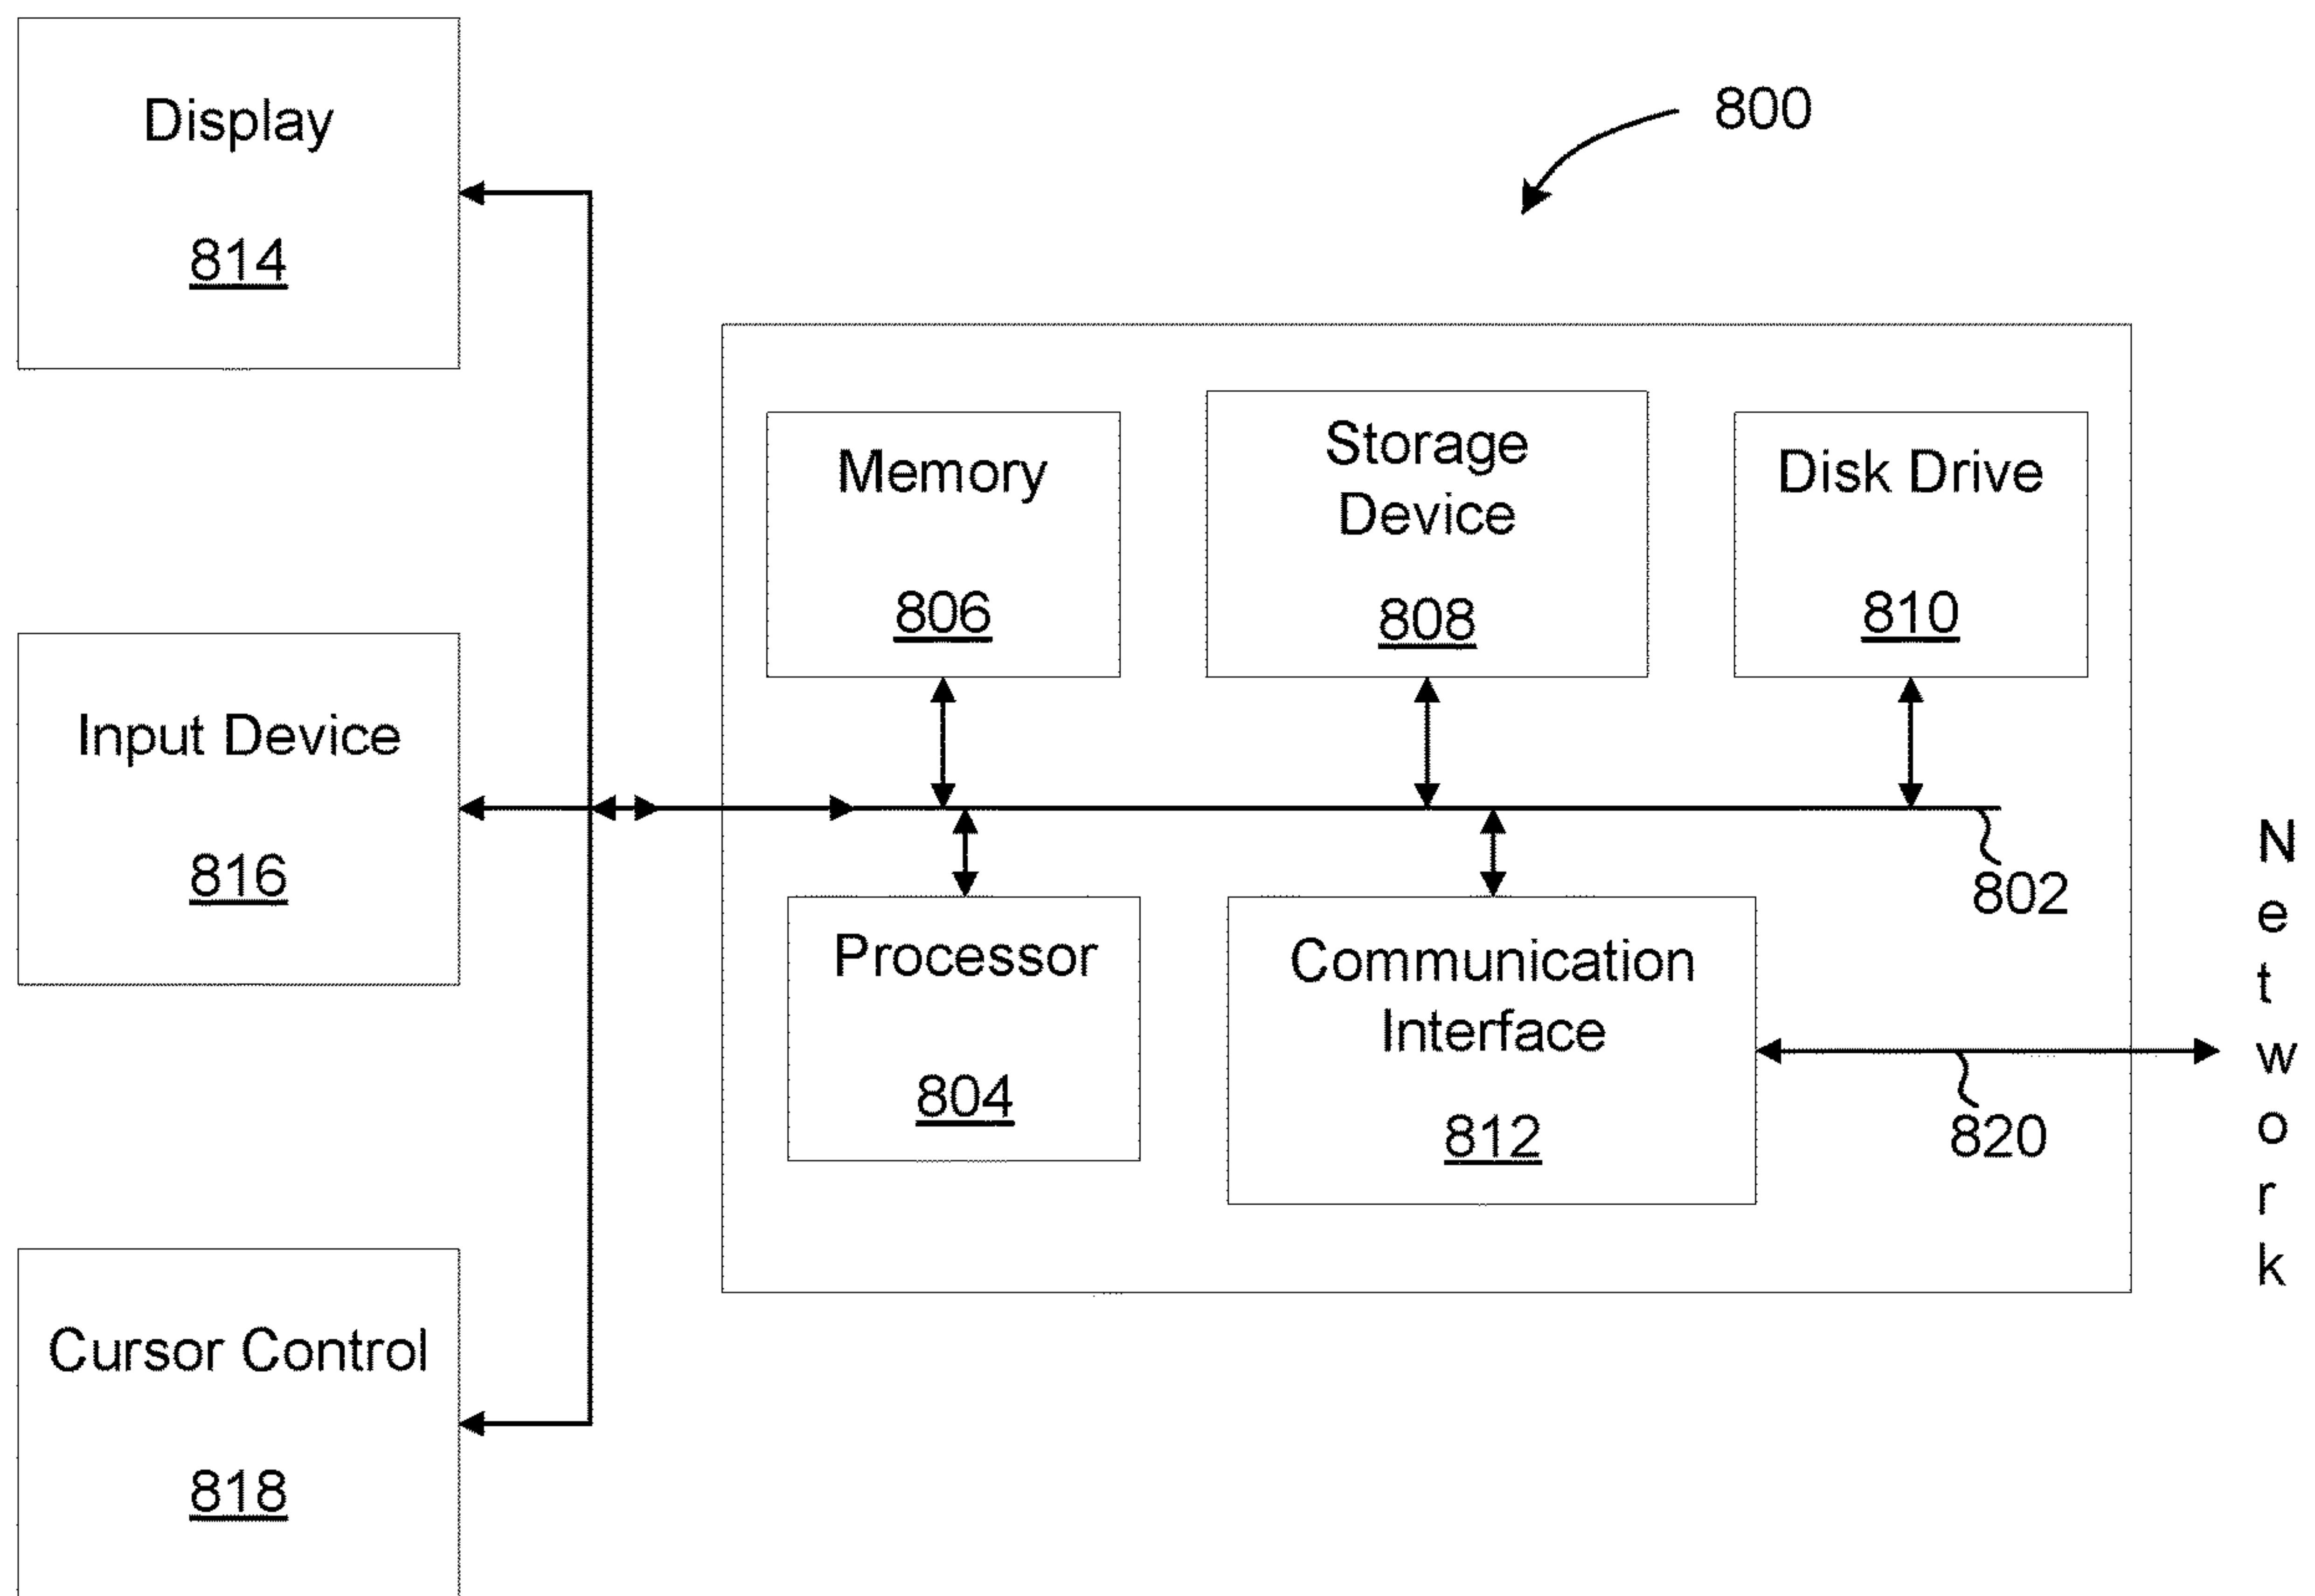 Display
814
800
Memory
806
Storage
Device
808
Disk Drive
810
Input Device
816
802
Processor
804
Communication
Interface
812
820
Network
Cursor Control
818